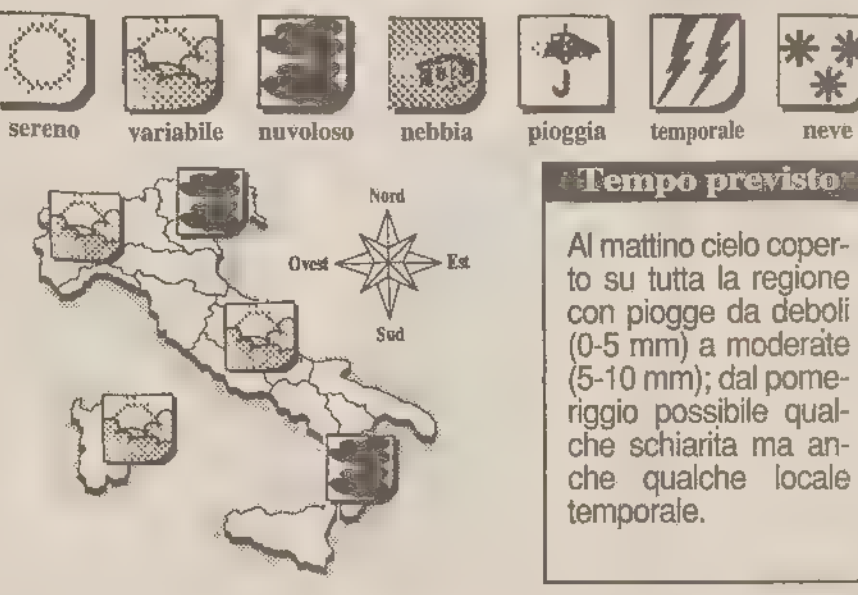 sereno variabile nuvoloso nebbia pioggia temporale neve
Nord
Ovest Est
Sud
Tempo previsto
Al mattino cielo coper-
to su tutta la regione
con piogge da deboli
(0-5 mm) a moderate
(5-10 mm); dal pome-
riggio possibile qual-
che schiarita ma an-
che qualche locale
temporale.